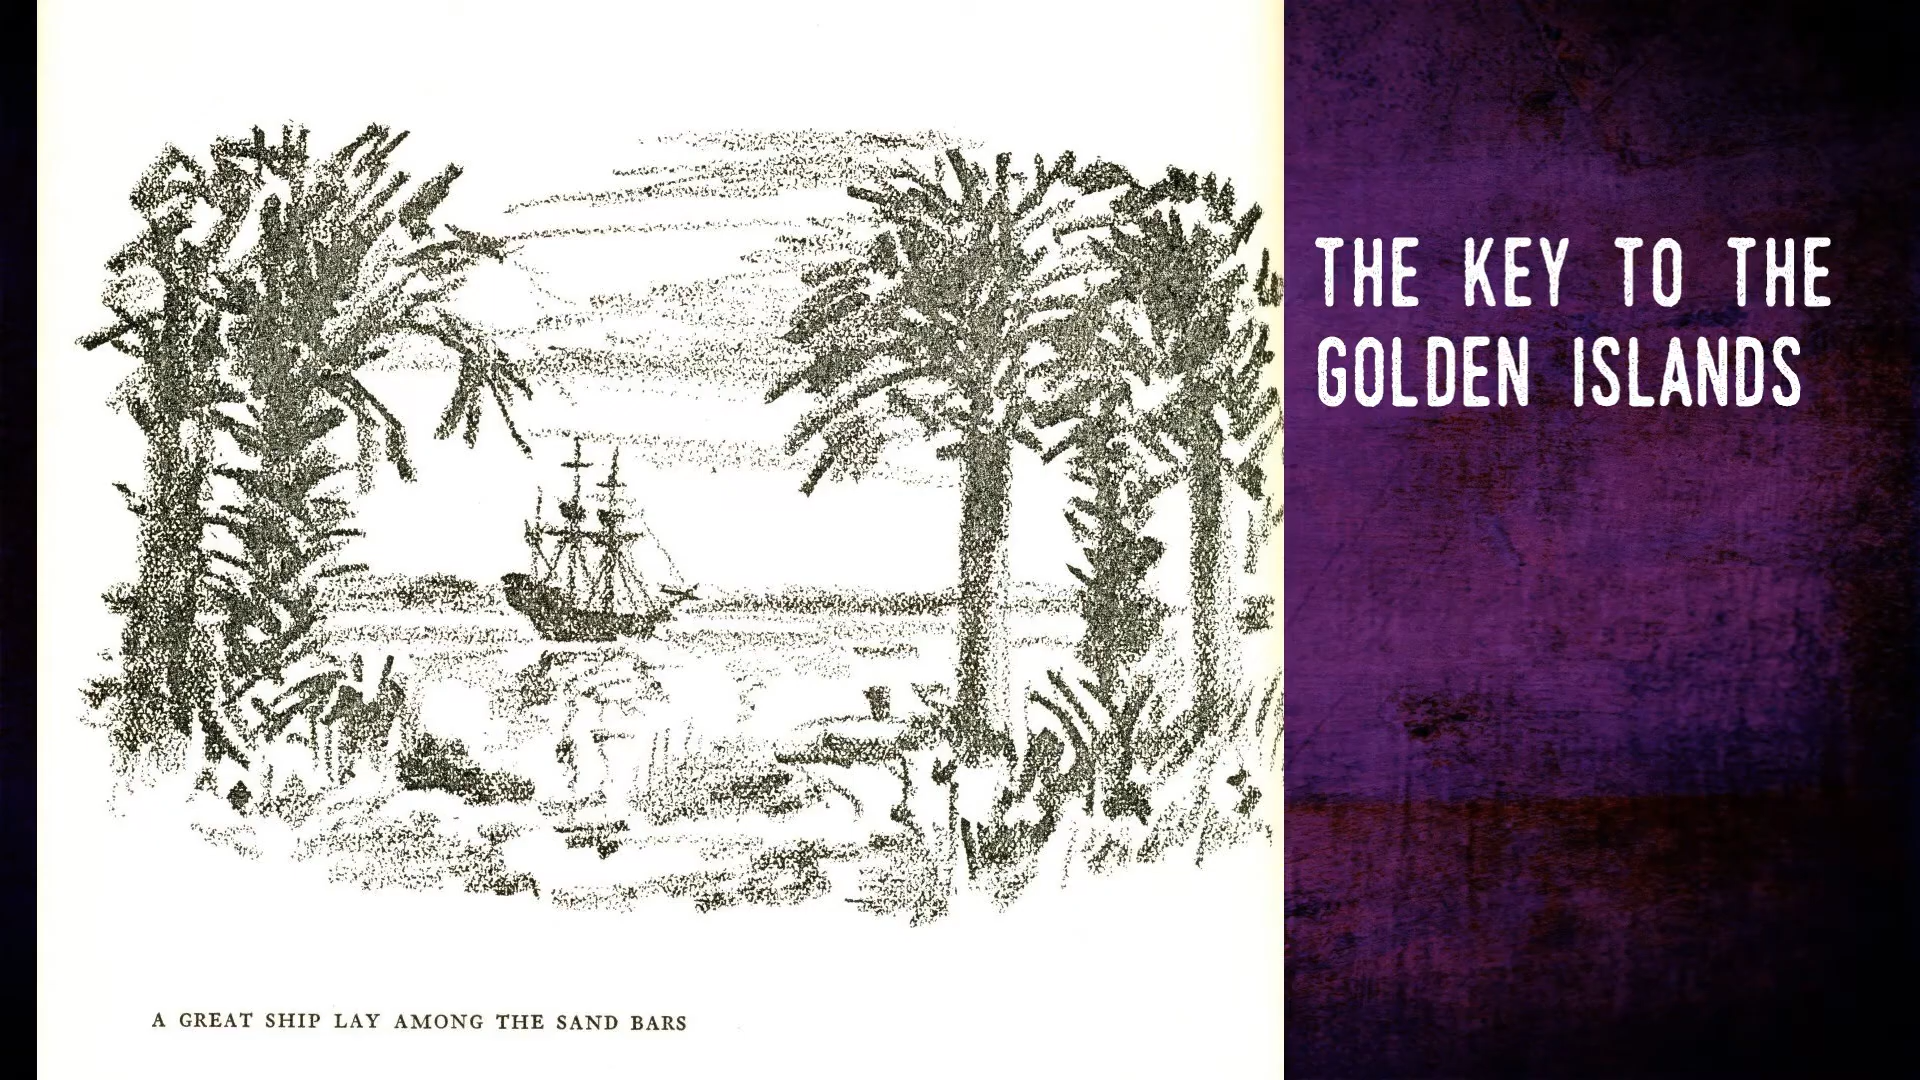 THE KEY TO THE
GOLDEN ISLANDS
A GREAT SHIP LAY AMONG THE SAND BARS